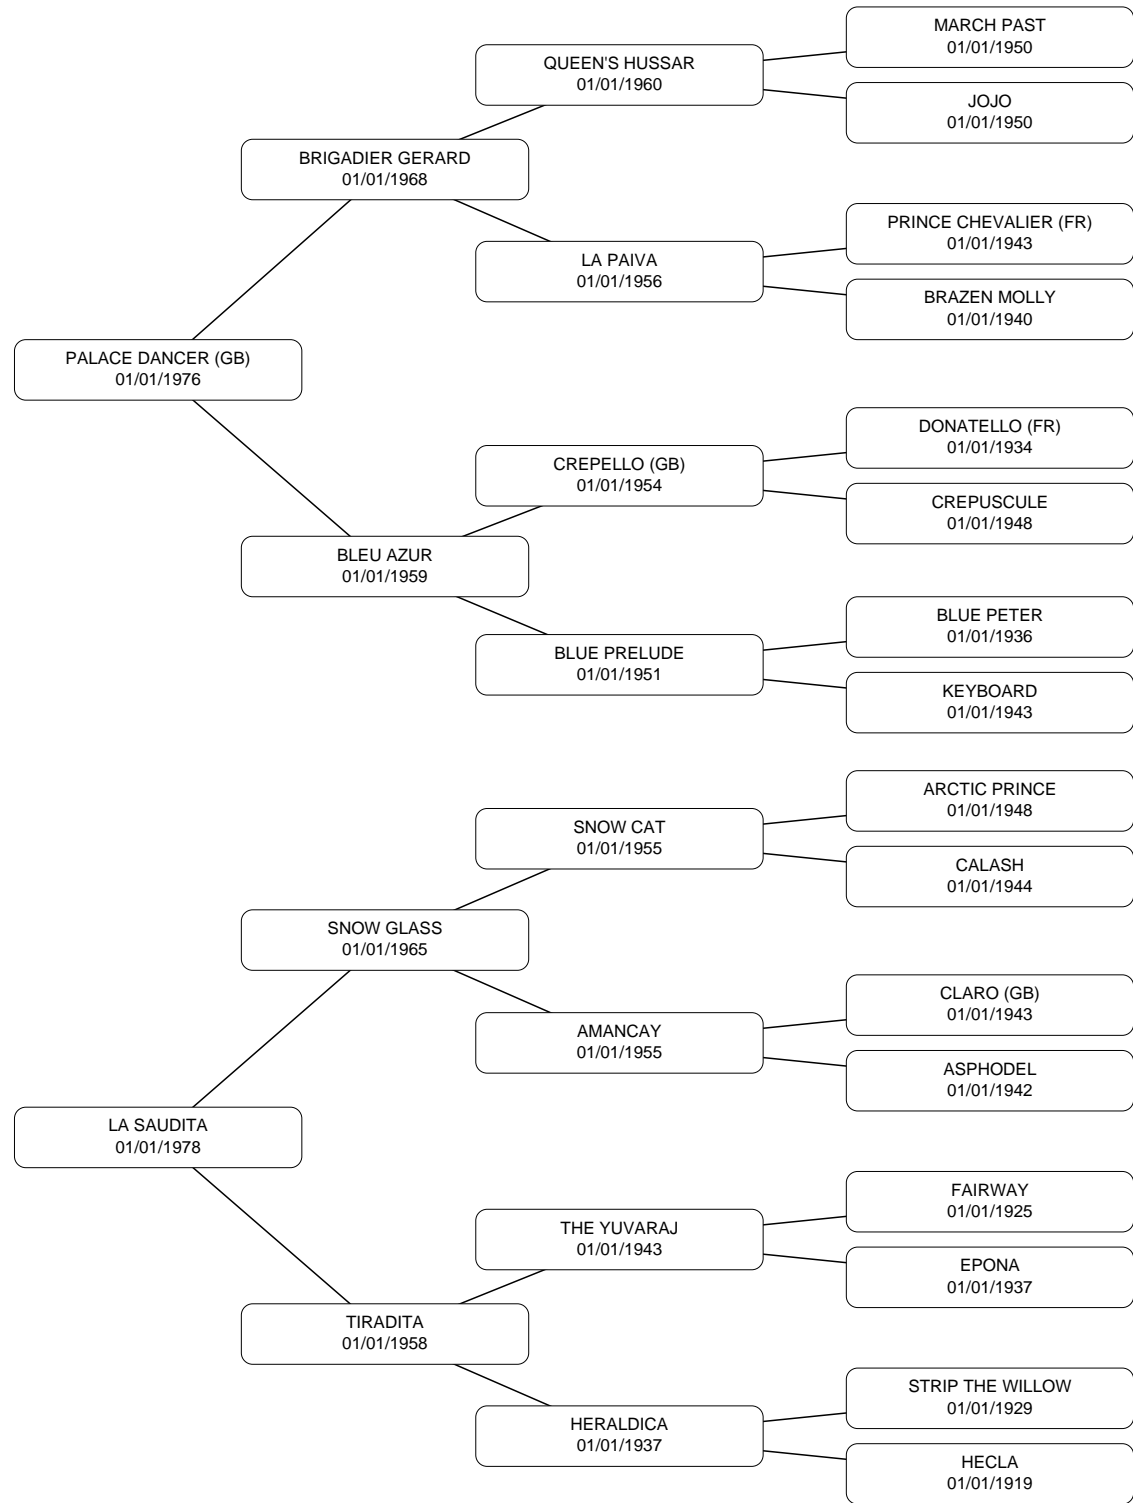 MARCH PAST
01/01/1950
QUEEN'S HUSSAR
01/01/1960
JOJO
01/01/1950
BRIGADIER GERARD
01/01/1968
PRINCE CHEVALIER (FR)
01/01/1943
LA PAIVA
01/01/1956
BRAZEN MOLLY
01/01/1940
PALACE DANCER (GB)
01/01/1976
DONATELLO (FR)
01/01/1934
CREPELLO (GB)
01/01/1954
CREPUSCULE
01/01/1948
BLEU AZUR
01/01/1959
BLUE PETER
01/01/1936
BLUE PRELUDE
01/01/1951
KEYBOARD
01/01/1943
ARCTIC PRINCE
01/01/1948
SNOW CAT
01/01/1955
CALASH
01/01/1944
SNOW GLASS
01/01/1965
CLARO (GB)
01/01/1943
AMANCAY
01/01/1955
ASPHODEL
01/01/1942
LA SAUDITA
01/01/1978
FAIRWAY
01/01/1925
THE YUVARAJ
01/01/1943
EPONA
01/01/1937
TIRADITA
01/01/1958
STRIP THE WILLOW
01/01/1929
HERALDICA
01/01/1937
HECLA
01/01/1919